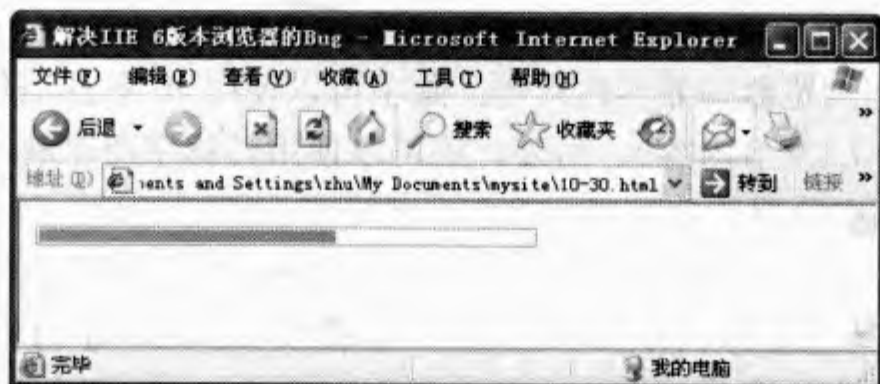 解决IIE 6版本浏览器的Bug - Microsoft Internet Explorer
文件(F) 编辑(E) 查看(V) 收藏(A) 工具(T) 帮助(H)
后退 搜索 收藏夹 »
地址(D) ents and Settings\zhu\My Documents\mysite\10-30.html 转到 链接 »
完毕 我的电脑